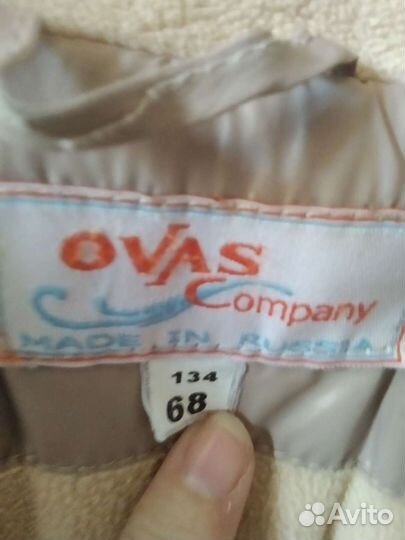 OVAS
Company
MADE IN RUSSIA
134
68
Avito